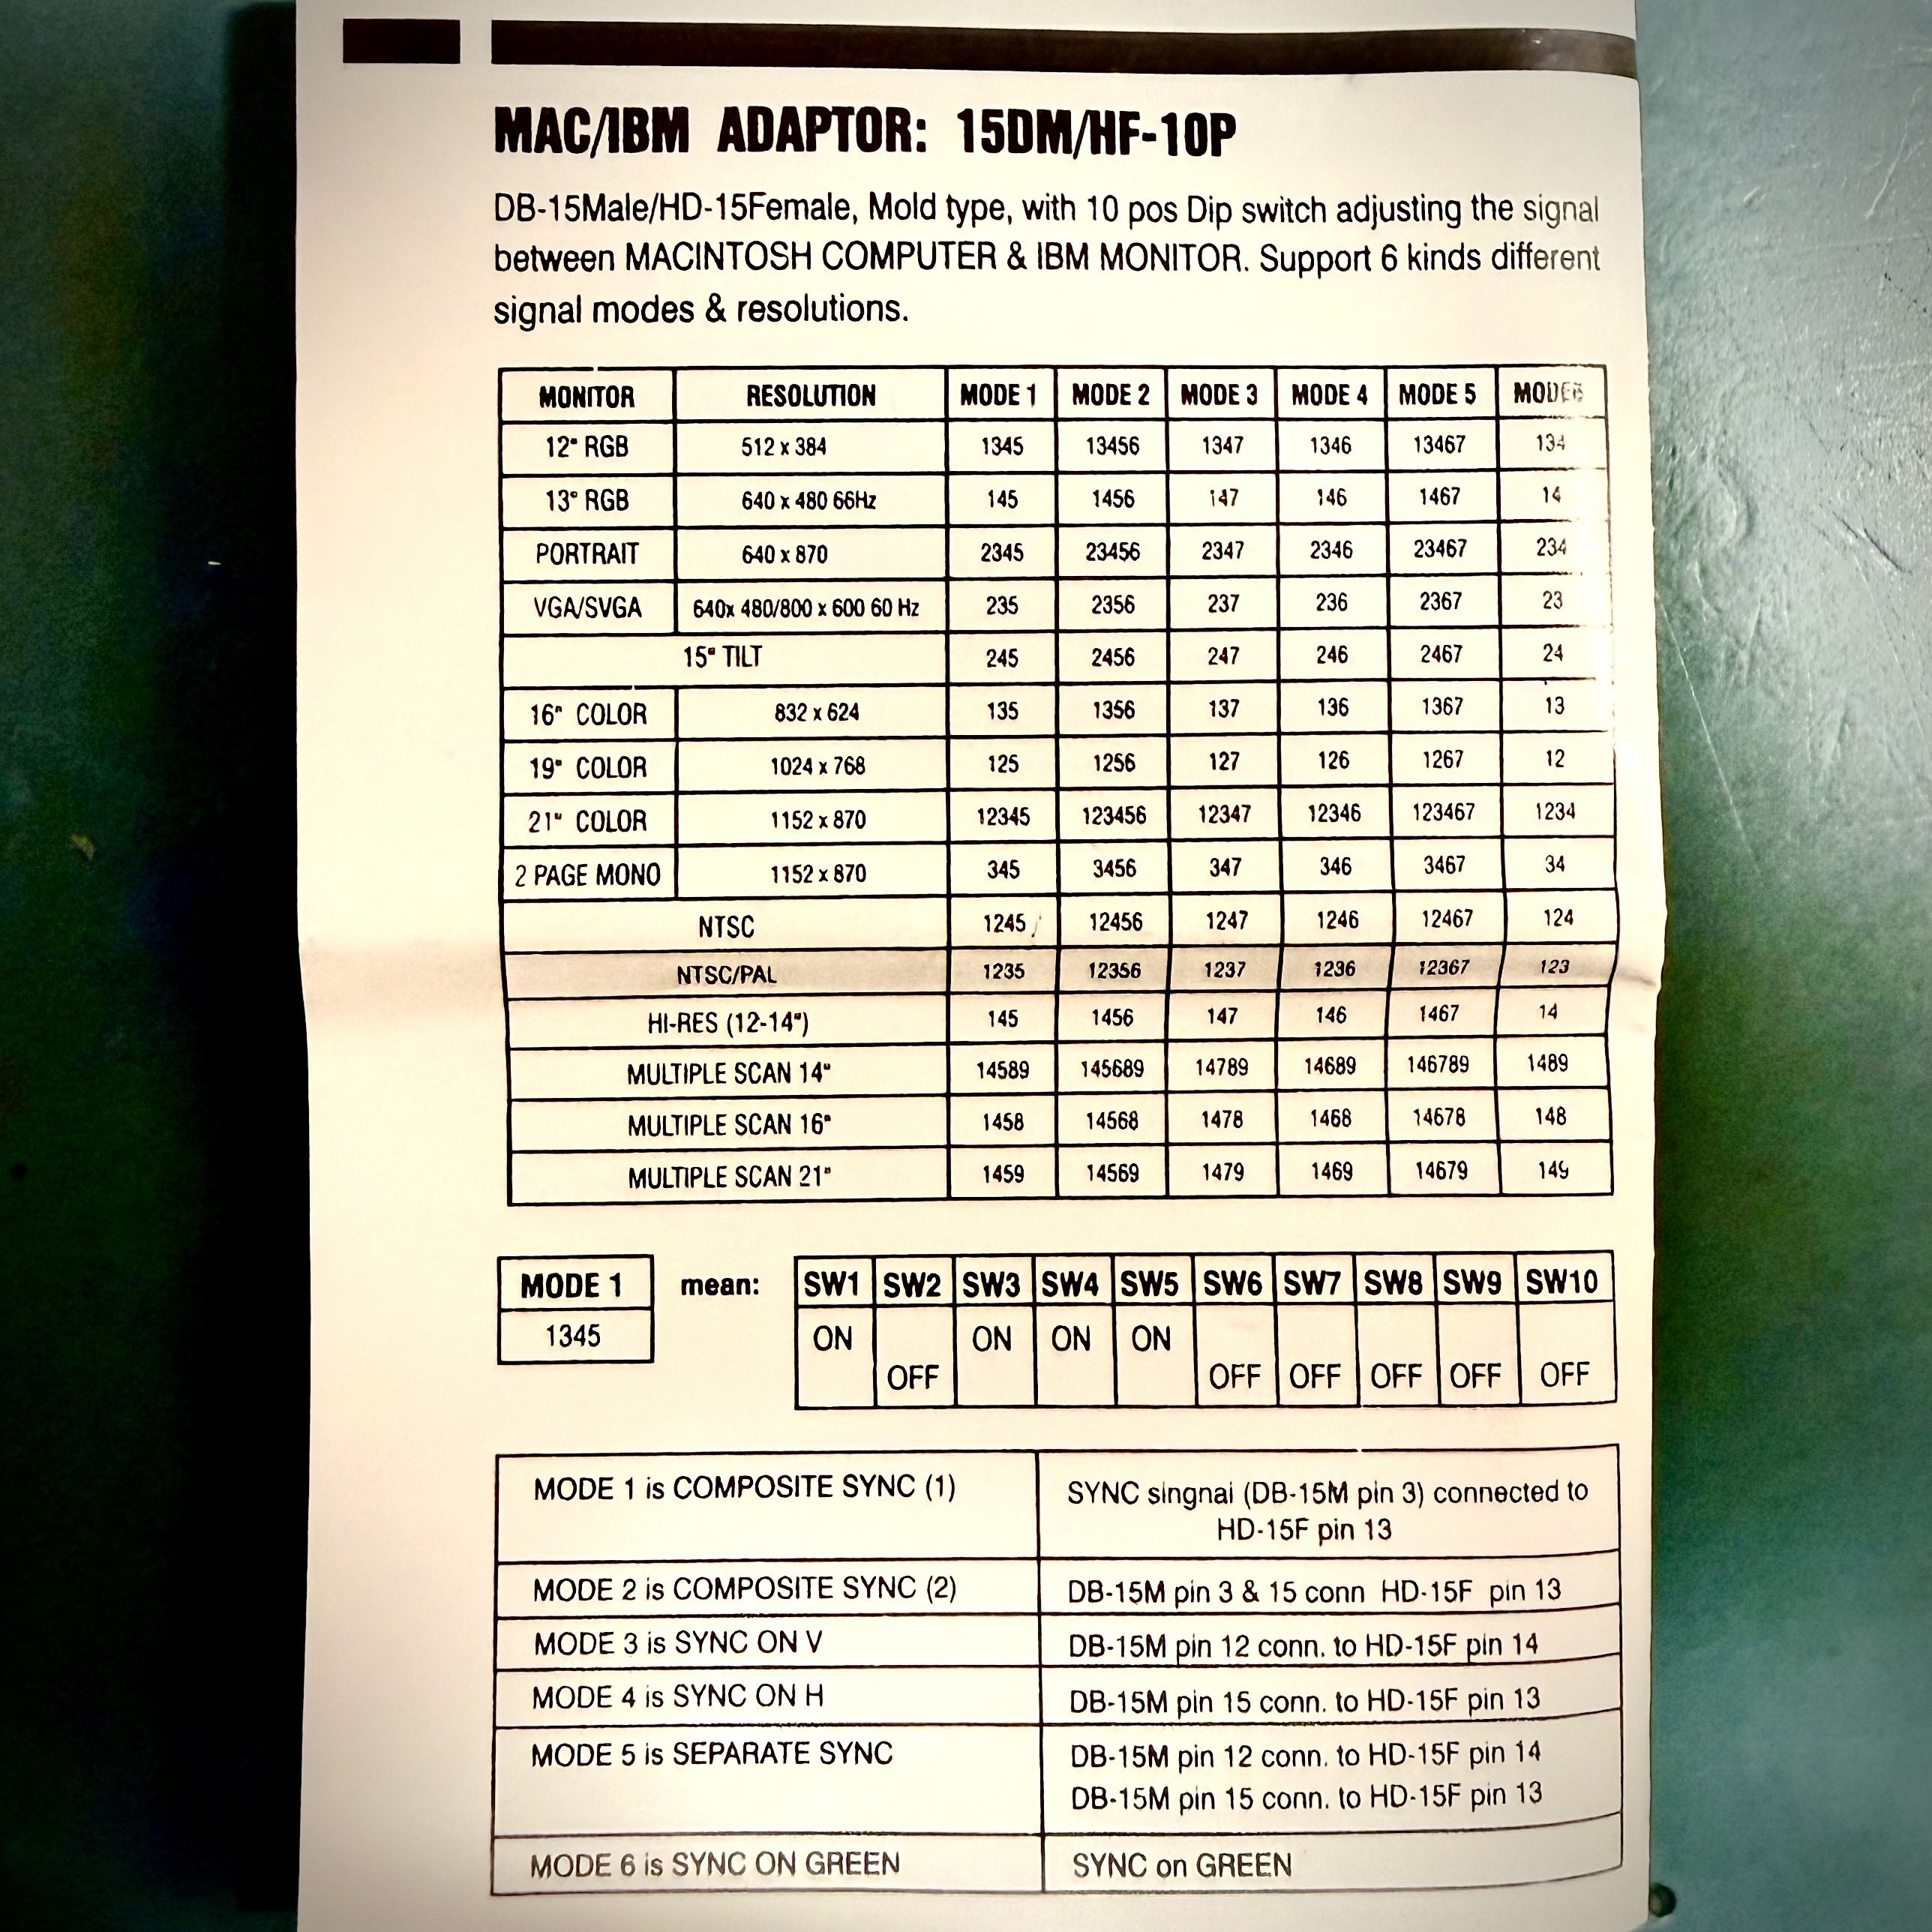 MAC/IBM ADAPTOR: 15DM/HF-10P
DB-15Male/HD-15Female, Mold type, with 10 pos Dip switch adjusting the signal
between MACINTOSH COMPUTER & IBM MONITOR. Support 6 kinds different
signal modes & resolutions.
MONITOR RESOLUTION MODE 1 MODE 2 MODE 3 MODE 4 MODE 5 MODE6
12" RGB 512 x 384 1345 13456 1347 1346 13467 134
13" RGB 640 x 480 66Hz 145 1456 147 146 1467 14
PORTRAIT 640 x 870 2345 23456 2347 2346 23467 234
VGA/SVGA 640x 480/800 x 600 60 Hz 235 2356 237 236 2367 23
15" TILT 245 2456 247 246 2467 24
16" COLOR 832 x 624 135 1356 137 136 1367 13
19" COLOR 1024 x 768 125 1256 127 126 1267 12
21" COLOR 1152 x 870 12345 123456 12347 12346 123467 1234
2 PAGE MONO 1152 x 870 345 3456 347 346 3467 34
NTSC 1245 12456 1247 1246 12467 124
NTSC/PAL 1235 12356 1237 1236 12367 123
HI-RES (12-14") 145 1456 147 146 1467 14
MULTIPLE SCAN 14" 14589 145689 14789 14689 146789 1489
MULTIPLE SCAN 16" 1458 14568 1478 1468 14678 148
MULTIPLE SCAN 21" 1459 14569 1479 1469 14679 149
MODE 1 mean: SW1 SW2 SW3 SW4 SW5 SW6 SW7 SW8 SW9 SW10
1345 ON ON ON ON
OFF OFF OFF OFF OFF OFF
MODE 1 is COMPOSITE SYNC (1) SYNC singnai (DB-15M pin 3) connected to
HD-15F pin 13
MODE 2 is COMPOSITE SYNC (2) DB-15M pin 3 & 15 conn HD-15F pin 13
MODE 3 is SYNC ON V DB-15M pin 12 conn. to HD-15F pin 14
MODE 4 is SYNC ON H DB-15M pin 15 conn. to HD-15F pin 13
MODE 5 is SEPARATE SYNC DB-15M pin 12 conn. to HD-15F pin 14
DB-15M pin 15 conn. to HD-15F pin 13
MODE 6 is SYNC ON GREEN SYNC on GREEN